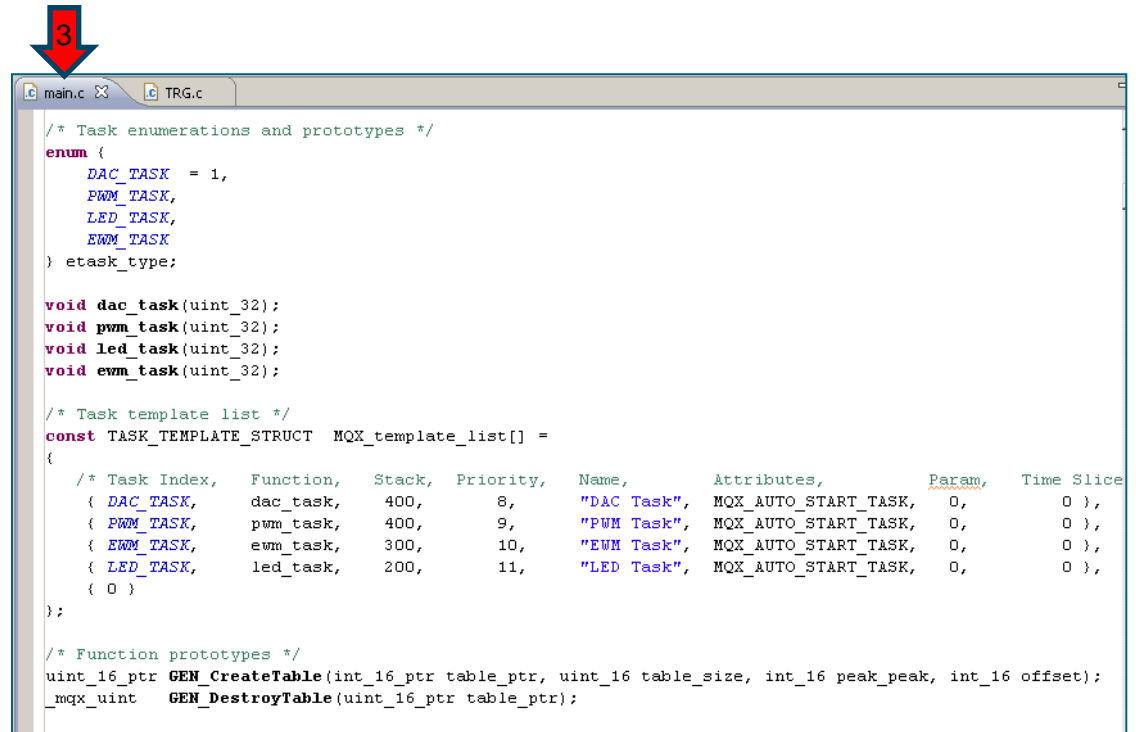 3
main.c TRG.c
/* Task enumerations and prototypes */
enum {
    DAC_TASK  = 1,
    PWM_TASK,
    LED_TASK,
    EWM_TASK
} etask_type;
void dac_task(uint_32);
void pwm_task(uint_32);
void led_task(uint_32);
void ewm_task(uint_32);
/* Task template list */
const TASK_TEMPLATE_STRUCT  MQX_template_list[] =
{
   /* Task Index,   Function,   Stack,  Priority,   Name,        Attributes,          Param,   Time Slice
    { DAC_TASK,     dac_task,   400,    8,      "DAC Task",  MQX_AUTO_START_TASK,   0,         0 },
    { PWM_TASK,     pwm_task,   400,    9,      "PWM Task",  MQX_AUTO_START_TASK,   0,         0 },
    { EWM_TASK,     ewm_task,   300,    10,     "EWM Task",  MQX_AUTO_START_TASK,   0,         0 },
    { LED_TASK,     led_task,   200,    11,     "LED Task",  MQX_AUTO_START_TASK,   0,         0 },
    { 0 }
};
/* Function prototypes */
uint_16_ptr GEN_CreateTable(int_16_ptr table_ptr, uint_16 table_size, int_16 peak_peak, int_16 offset);
_mqx_uint   GEN_DestroyTable(uint_16_ptr table_ptr);